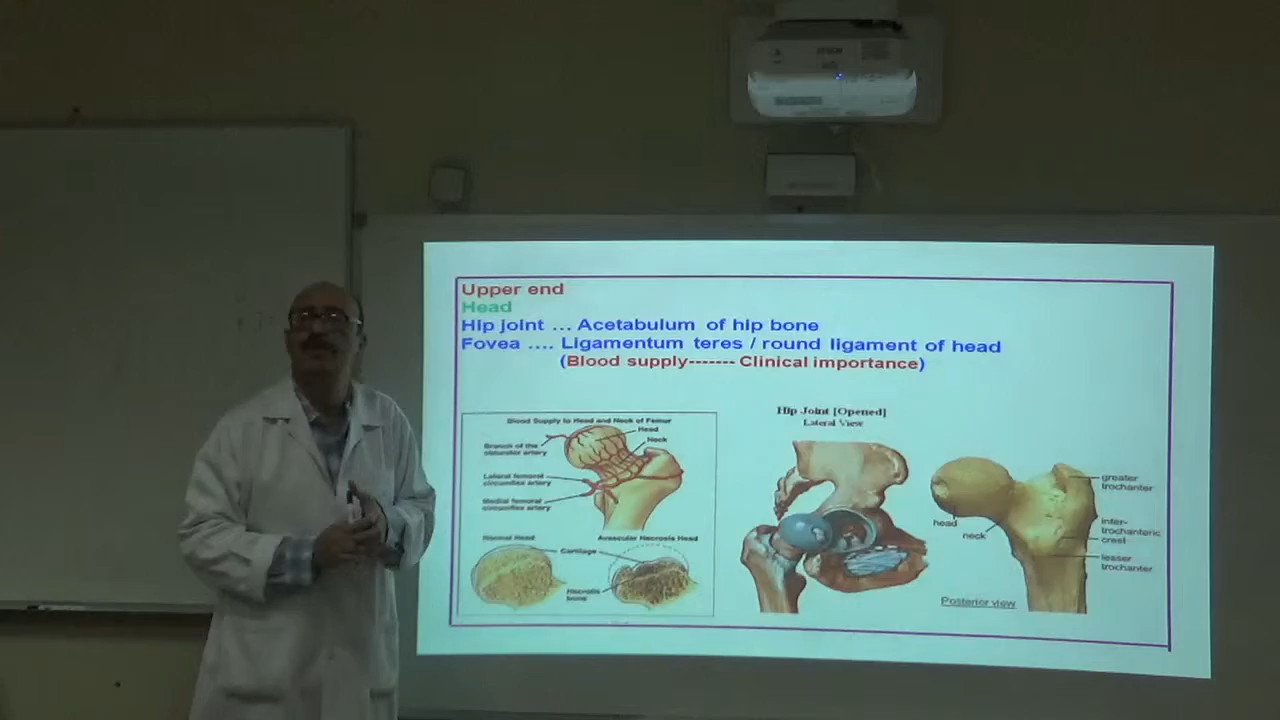 EPSON
Upper end
Head
Hip joint ... Acetabulum of hip bone
Fovea .... Ligamentum teres / round ligament of head
(Blood supply------- Clinical importance)
Blood Supply to Head and Neck of Femur
Head
Neck
Branch of the
obturator artery
Lateral femoral
circumflex artery
Medial femoral
circumflex artery
Normal Head
Avascular Necrosis Head
Cartilage
Necrotic
bone
Hip Joint [Opened]
Lateral View
head
neck
greater
trochanter
inter-
trochanteric
crest
lesser
trochanter
Posterior view